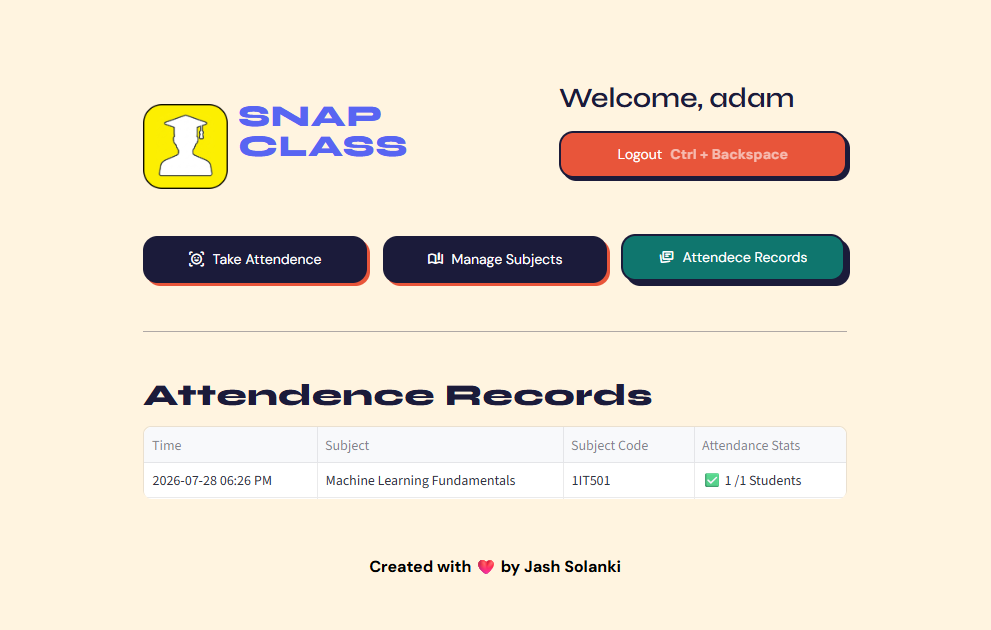 SNAP
CLASS
Welcome, adam
Logout Ctrl + Backspace
Take Attendence
Manage Subjects
Attendece Records
Attendence Records
Time Subject Subject Code Attendance Stats
2026-07-28 06:26 PM Machine Learning Fundamentals 1IT501 ✅ 1 /1 Students
Created with 💖 by Jash Solanki